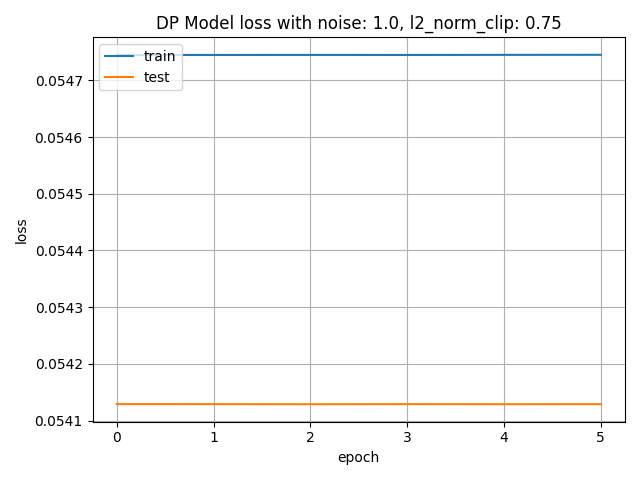 DP Model loss with noise: 1.0, l2_norm_clip: 0.75
train
test
0.0547
0.0546
0.0545
0.0544
0.0543
0.0542
0.0541
loss
0 1 2 3 4 5
epoch